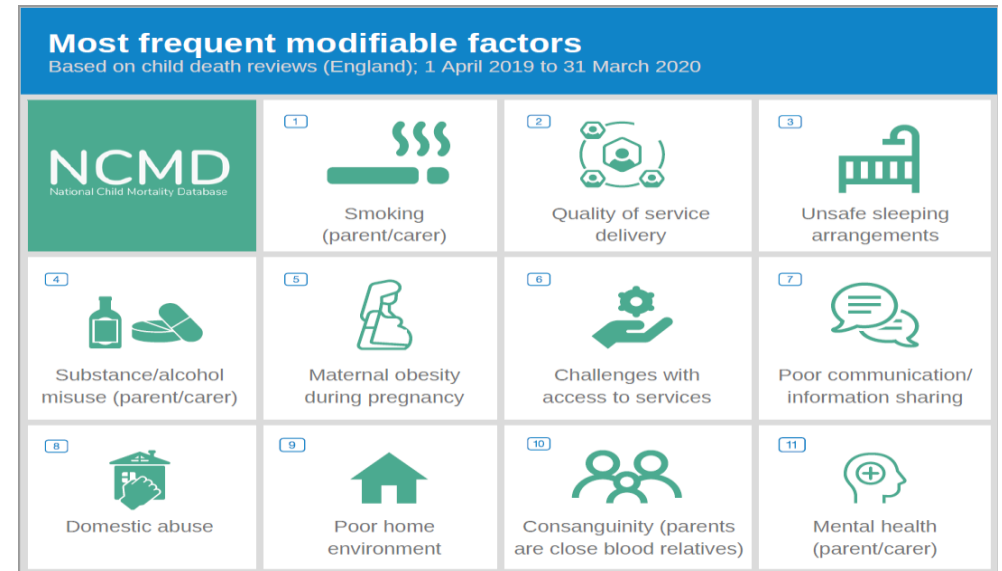 Most frequent modifiable factors
Based on child death reviews (England); 1 April 2019 to 31 March 2020
NCMD
National Child Mortality Database
1
Smoking
(parent/carer)
2
Quality of service
delivery
3
Unsafe sleeping
arrangements
4
Substance/alcohol
misuse (parent/carer)
5
Maternal obesity
during pregnancy
6
Challenges with
access to services
7
Poor communication/
information sharing
8
Domestic abuse
9
Poor home
environment
10
Consanguinity (parents
are close blood relatives)
11
Mental health
(parent/carer)